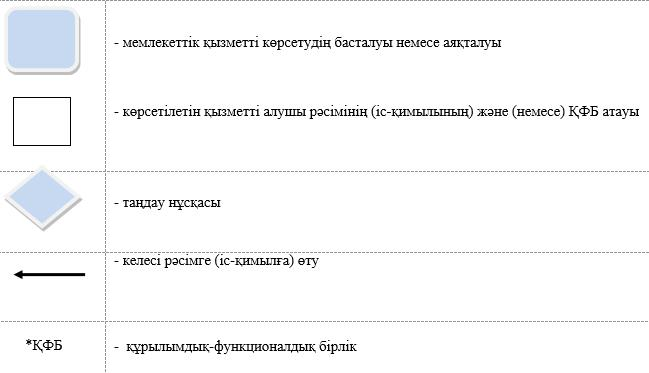 - мемлекеттік қызметті көрсетудің басталуы немесе аяқталуы
- көрсетілетін қызметті алушы рәсімінің (іс-қимылының) және (немесе) ҚФБ атауы
- таңдау нұсқасы
- келесі рәсімге (іс-қимылға) өту
*ҚФБ - құрылымдық-функционалдық бірлік